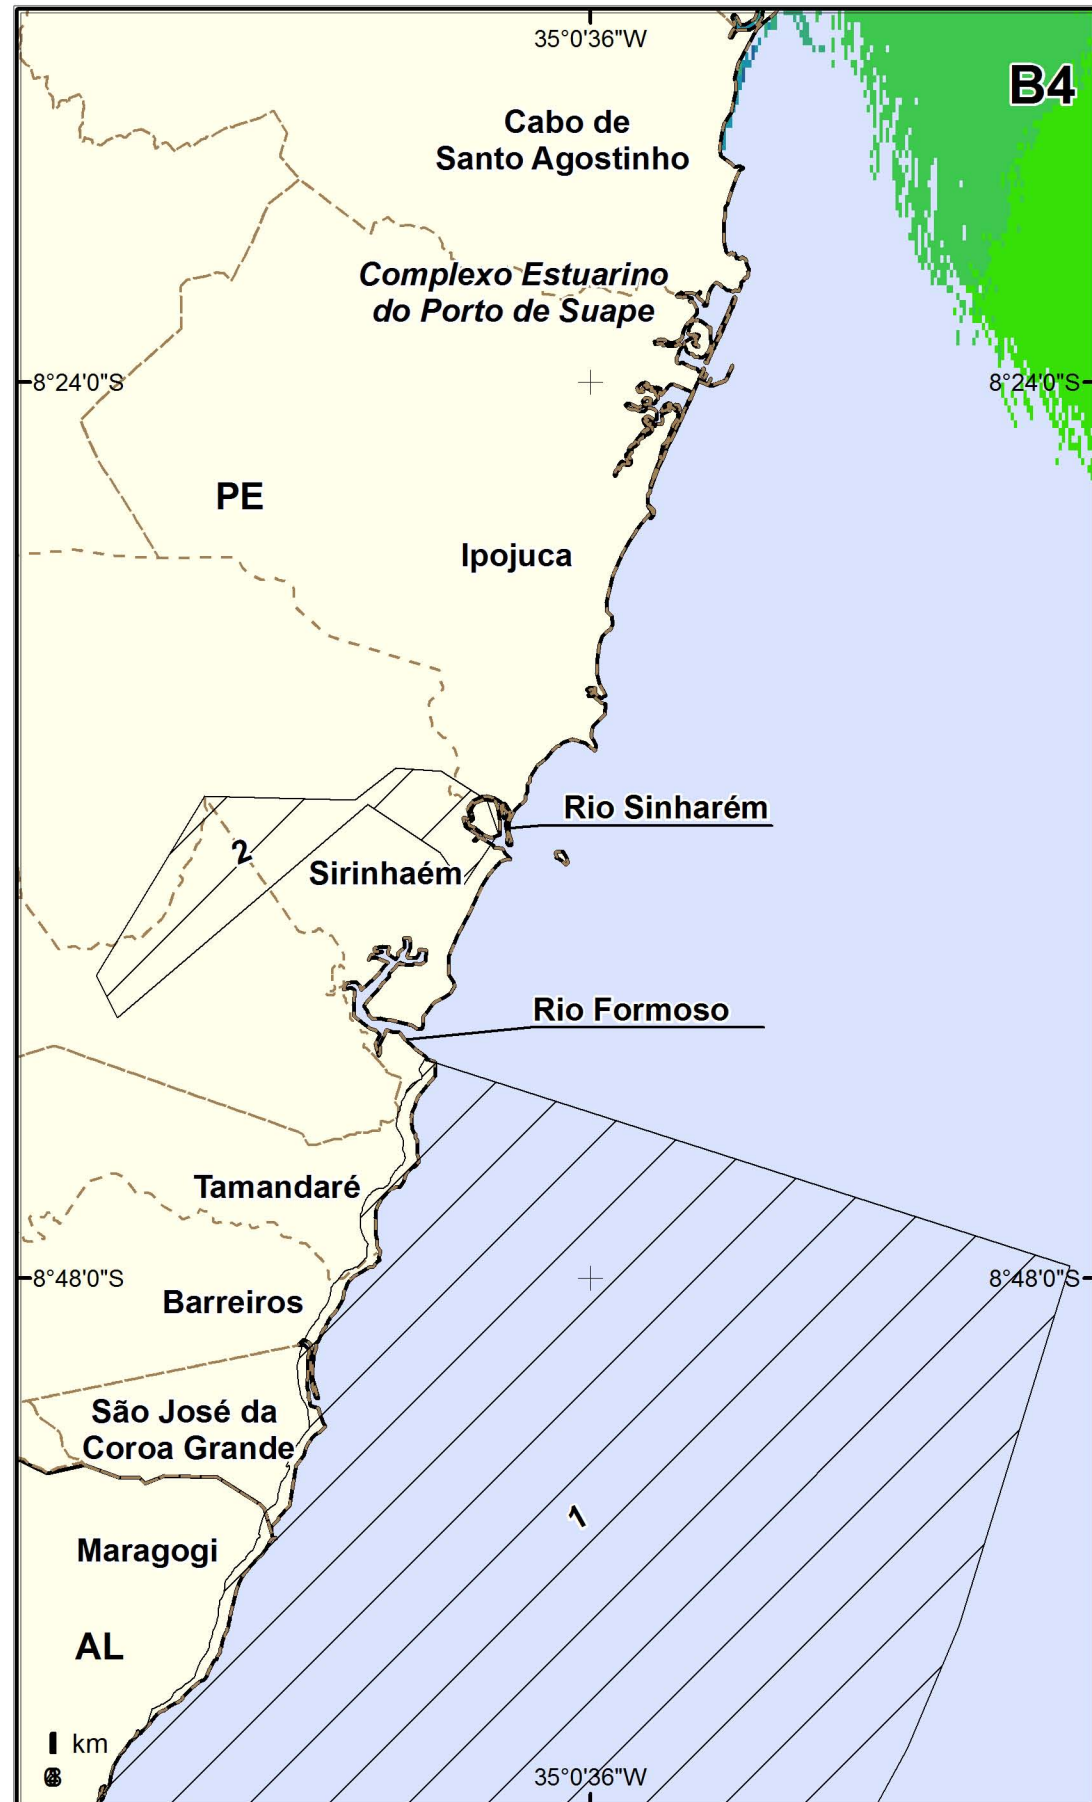 35°0'36"W
B4
Cabo de
Santo Agostinho
Complexo Estuarino
do Porto de Suape
8°24'0"S
8°24'0"S
PE
Ipojuca
Rio Sinharém
2
Sirinhaém
Rio Formoso
Tamandaré
8°48'0"S
8°48'0"S
Barreiros
São José da
Coroa Grande
1
Maragogi
AL
km
35°0'36"W